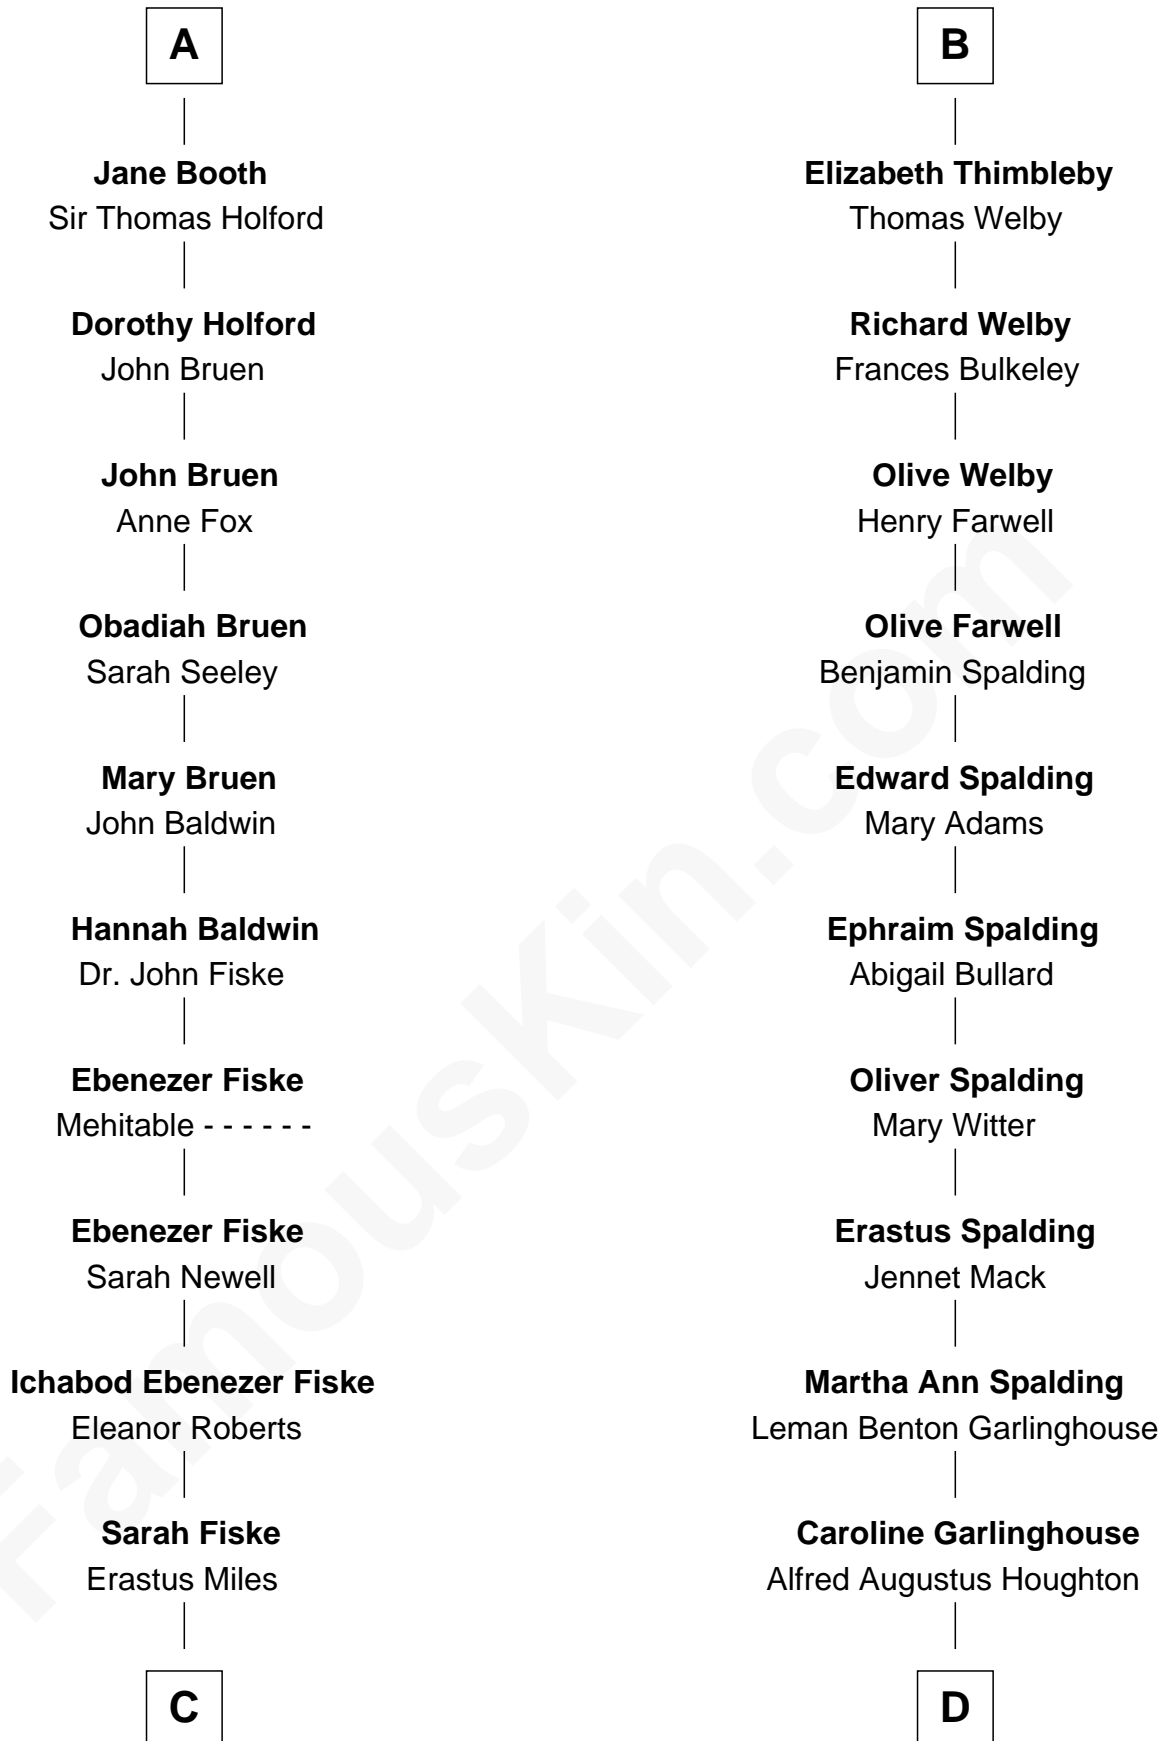 A
Jane Booth
Sir Thomas Holford
Dorothy Holford
John Bruen
John Bruen
Anne Fox
Obadiah Bruen
Sarah Seeley
Mary Bruen
John Baldwin
Hannah Baldwin
Dr. John Fiske
Ebenezer Fiske
Mehitable - - - - - -
Ebenezer Fiske
Sarah Newell
Ichabod Ebenezer Fiske
Eleanor Roberts
Sarah Fiske
Erastus Miles
C
B
Elizabeth Thimbleby
Thomas Welby
Richard Welby
Frances Bulkeley
Olive Welby
Henry Farwell
Olive Farwell
Benjamin Spalding
Edward Spalding
Mary Adams
Ephraim Spalding
Abigail Bullard
Oliver Spalding
Mary Witter
Erastus Spalding
Jennet Mack
Martha Ann Spalding
Leman Benton Garlinghouse
Caroline Garlinghouse
Alfred Augustus Houghton
D
FamousKin.com